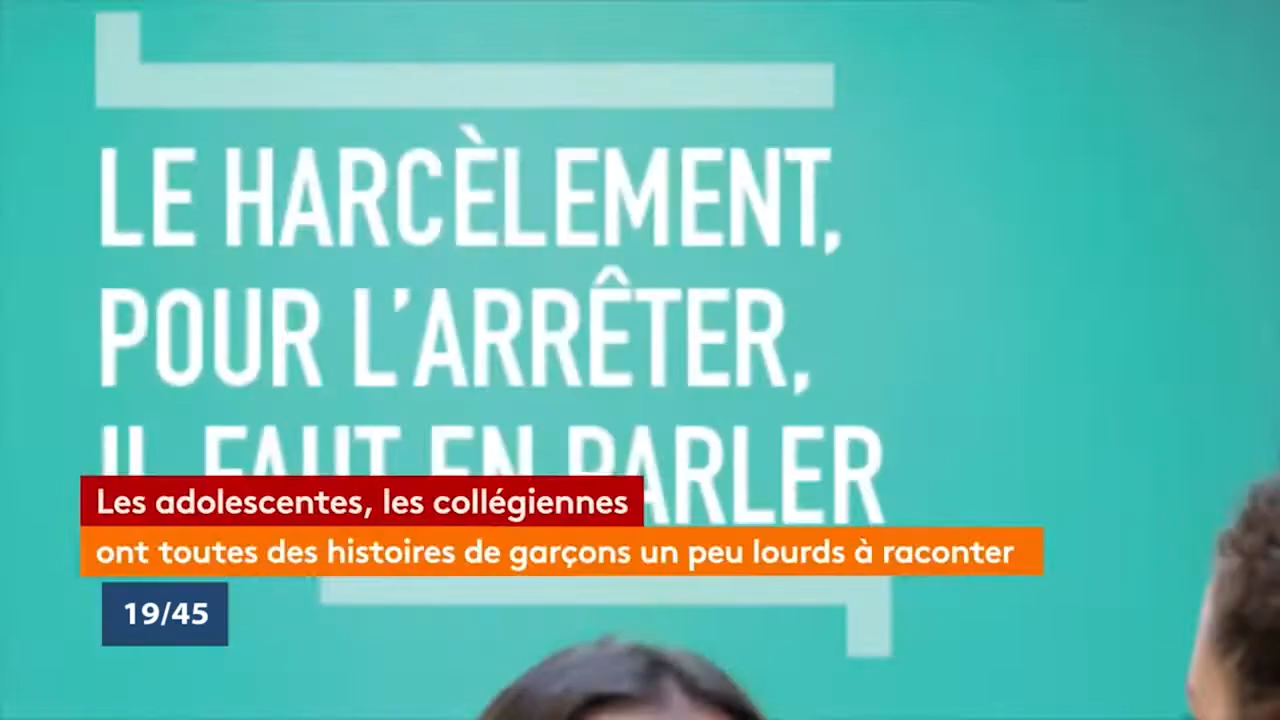 LE HARCÈLEMENT,
POUR L'ARRÊTER,
IL FAUT EN PARLER
Les adolescentes, les collégiennes
ont toutes des histoires de garçons un peu lourds à raconter
19/45